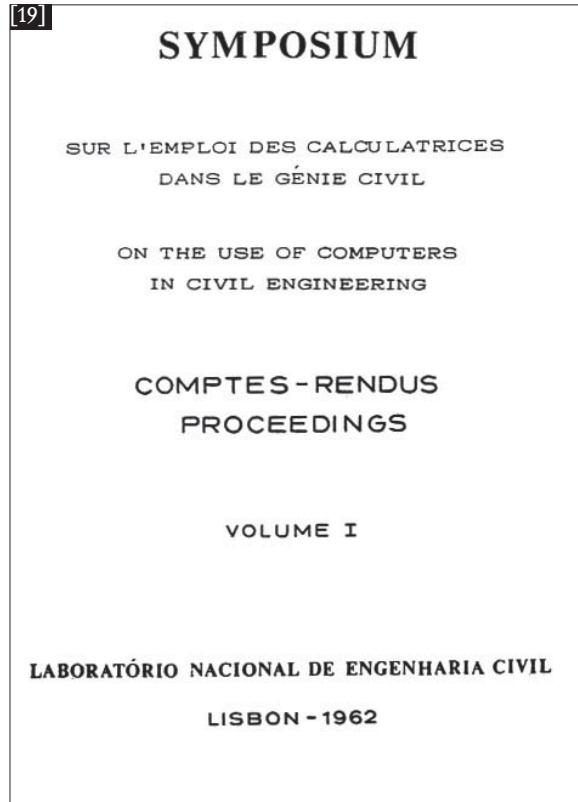 [19]
SYMPOSIUM
SUR L'EMPLOI DES CALCULATRICES
DANS LE GÉNIE CIVIL
ON THE USE OF COMPUTERS
IN CIVIL ENGINEERING
COMPTES-RENDUS
PROCEEDINGS
VOLUME I
LABORATÓRIO NACIONAL DE ENGENHARIA CIVIL
LISBON - 1962